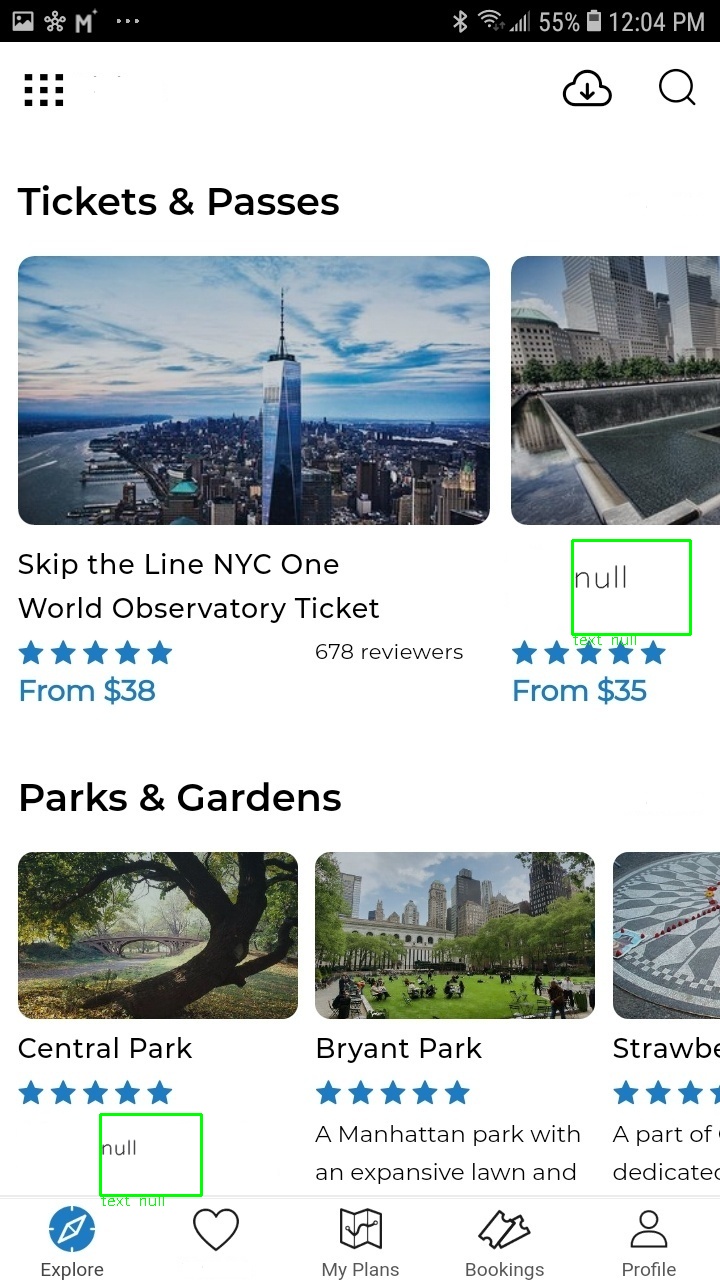 55% 12:04 PM
Tickets & Passes
Skip the Line NYC One
World Observatory Ticket
678 reviewers
From $38
null
text null
From $35
Parks & Gardens
Central Park
null
text null
Bryant Park
A Manhattan park with
an expansive lawn and
Strawbe
A part of
dedicated
Explore
My Plans
Bookings
Profile